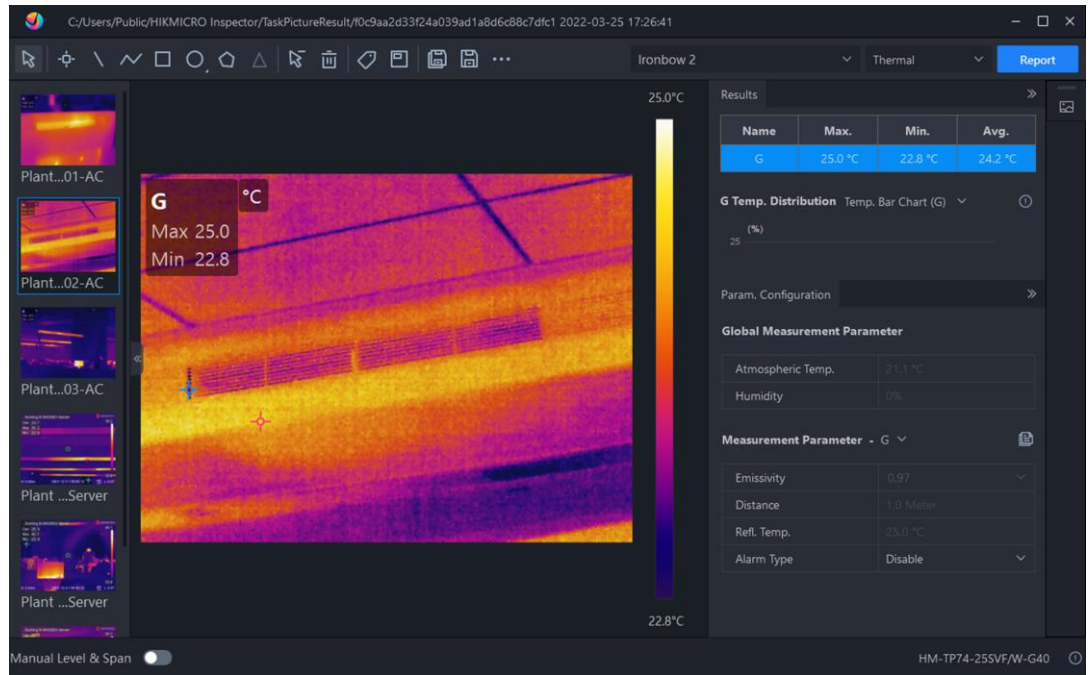 C:/Users/Public/HIKMICRO Inspector/TaskPictureResult/f0c9aa2d33f24a039ad1a8d6c88c7dfc1 2022-03-25 17:26:41
Ironbow 2
Thermal
Report
Plant...01-AC
Plant...02-AC
Plant...03-AC
Plant ...Server
Plant ...Server
25.0°C
G
°C
Max 25.0
Min 22.8
22.8°C
Results
Name Max. Min. Avg.
G 25.0 °C 22.8 °C 24.2 °C
G Temp. Distribution Temp. Bar Chart (G)
(%)
25
Param. Configuration
Global Measurement Parameter
Atmospheric Temp. 21.1 °C
Humidity 0%
Measurement Parameter - G
Emissivity 0.97
Distance 1.0 Meter
Refl. Temp. 25.0 °C
Alarm Type Disable
Manual Level & Span
HM-TP74-25SVF/W-G40